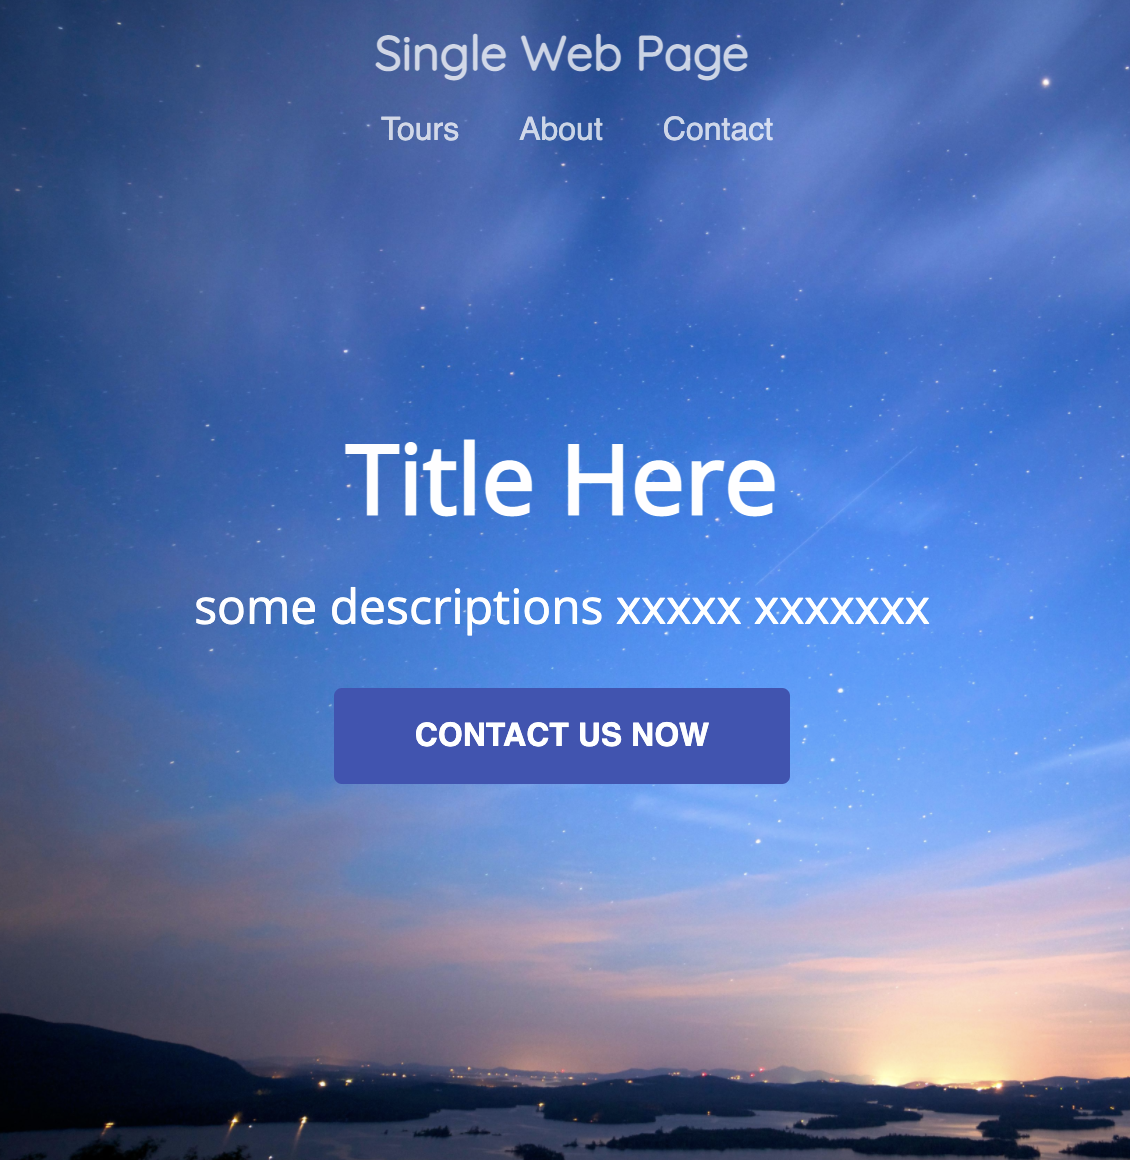 Single Web Page
Tours About Contact
Title Here
some descriptions xxxxx xxxxxxx
CONTACT US NOW